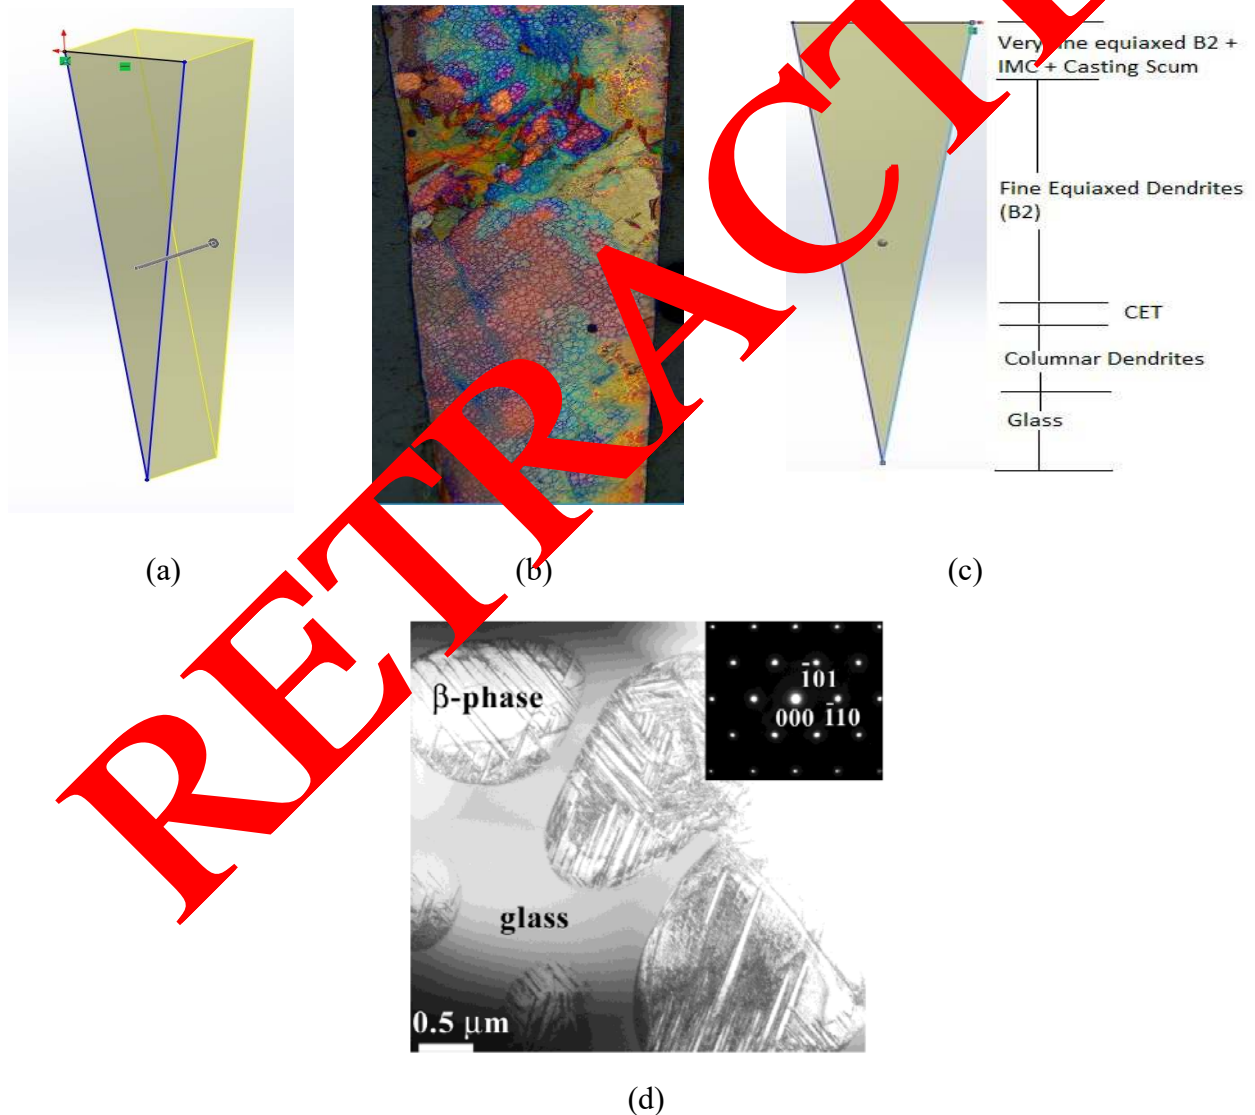 Very fine equiaxed B2 +
IMC + Casting Scum
Fine Equiaxed Dendrites
(B2)
CET
Columnar Dendrites
Glass
(a)
(b)
(c)
β-phase
1̅01
000 1̅10
glass
0.5 μm
(d)
RETRACTE